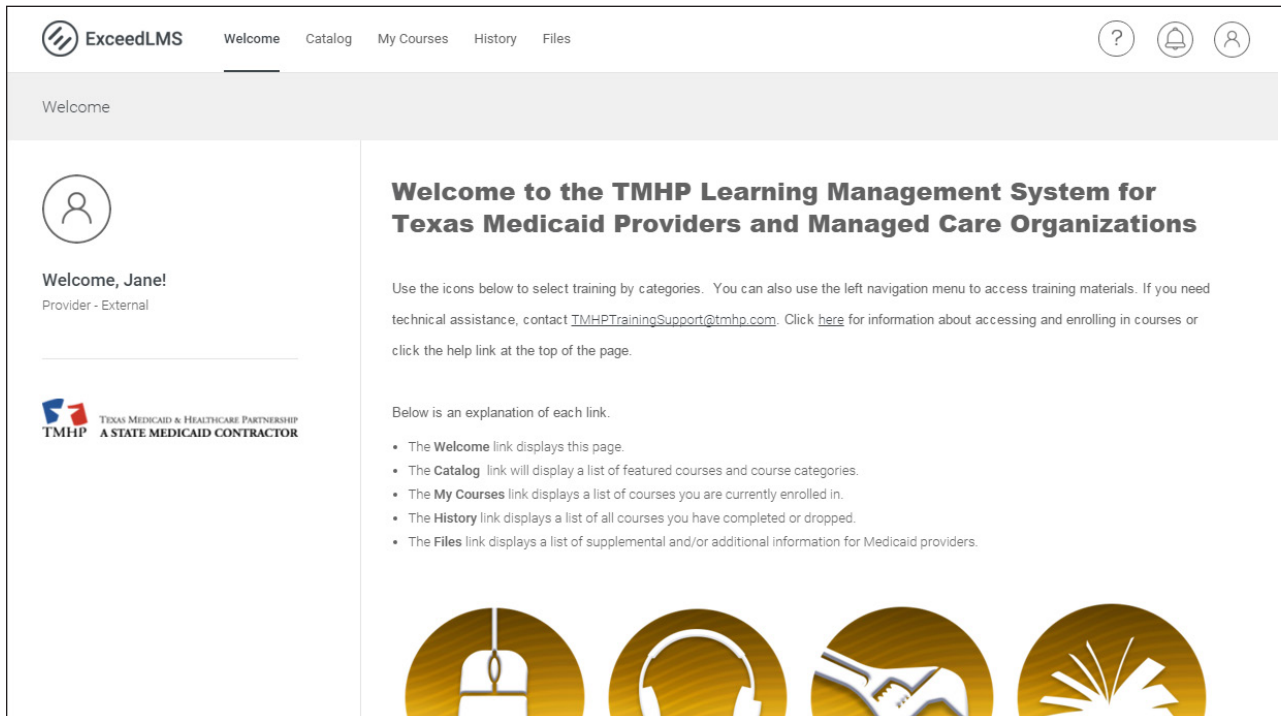 ExceedLMS Welcome Catalog My Courses History Files ?
Welcome
Welcome, Jane!
Provider - External
TMHP TEXAS MEDICAID & HEALTHCARE PARTNERSHIP
A STATE MEDICAID CONTRACTOR
Welcome to the TMHP Learning Management System for
Texas Medicaid Providers and Managed Care Organizations
Use the icons below to select training by categories.  You can also use the left navigation menu to access training materials. If you need
technical assistance, contact TMHPTrainingSupport@tmhp.com. Click here for information about accessing and enrolling in courses or
click the help link at the top of the page.
Below is an explanation of each link.
• The Welcome link displays this page.
• The Catalog  link will display a list of featured courses and course categories.
• The My Courses link displays a list of courses you are currently enrolled in.
• The History link displays a list of all courses you have completed or dropped.
• The Files link displays a list of supplemental and/or additional information for Medicaid providers.